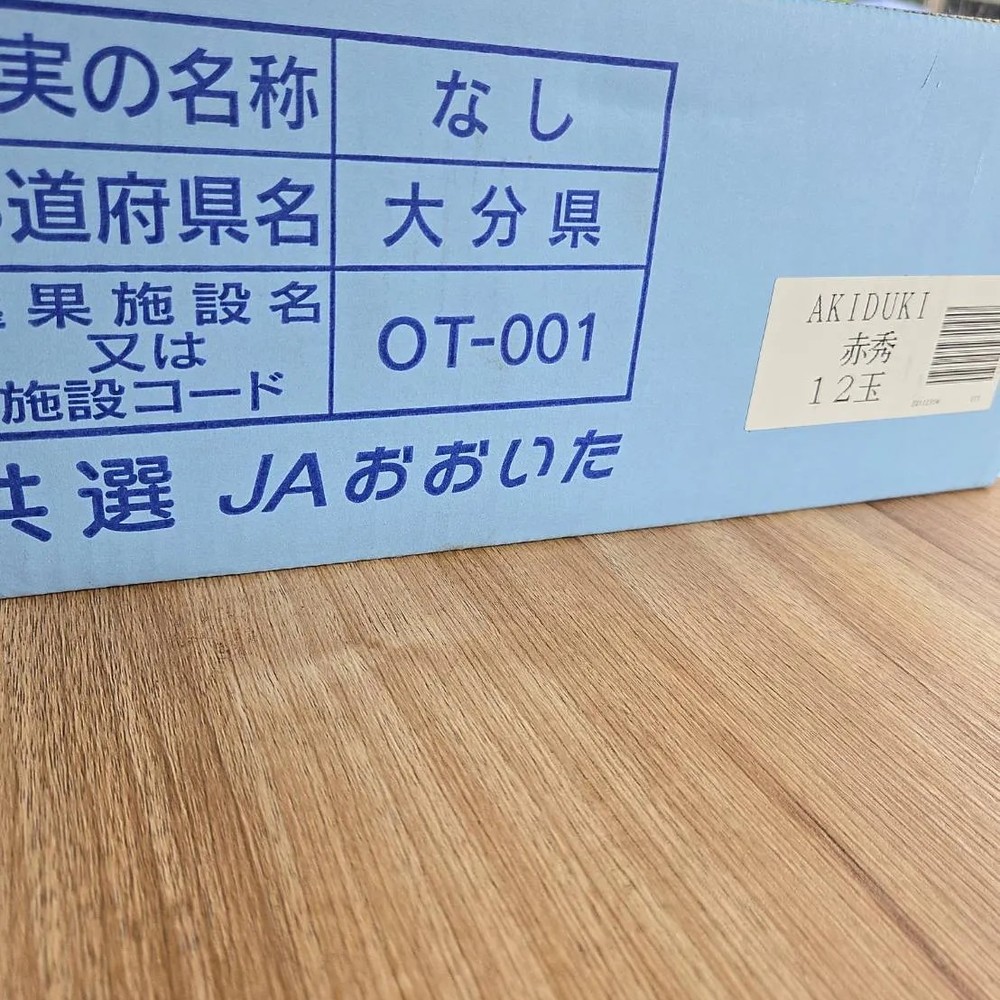 実の名称 なし
道府県名 大分県
果施設名
又は
施設コード
OT-001
共選 JAおおいた
AKIDUKI
赤秀
12玉